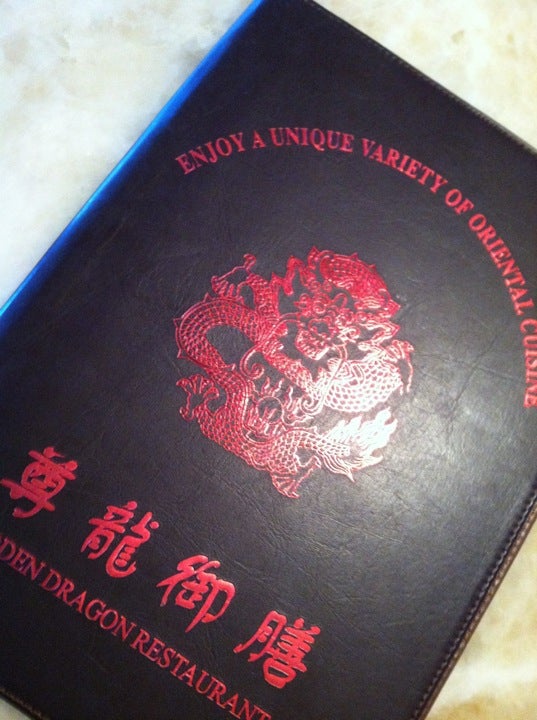 ENJOY A UNIQUE VARIETY OF ORIENTAL CUISINE
尊龍御膳
DRAGON RESTAURANT